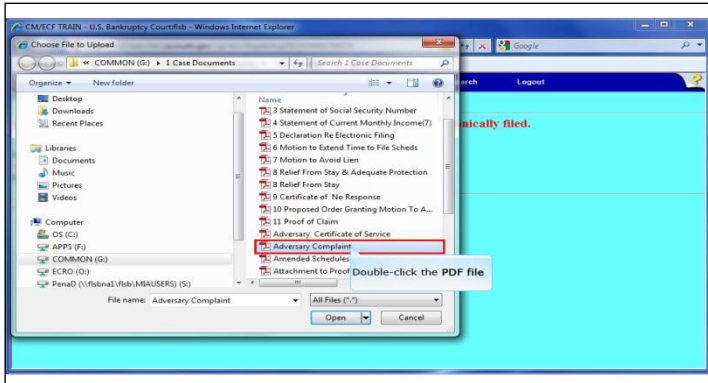 CM/ECF TRAIN - U.S. Bankruptcy Court:flsb - Windows Internet Explorer
Choose File to Upload
« COMMON (G:) ▸ 1 Case Documents
Search 1 Case Documents
Google
Organize
New folder
arch
Logout
?
Desktop
Downloads
Recent Places
Libraries
Documents
Music
Pictures
Videos
Computer
OS (C:)
APPS (F:)
COMMON (G:)
ECRO (O:)
PenaD (\\flsbna1\flsb\MIAUSERS) (S:)
Name
3 Statement of Social Security Number
4 Statement of Current Monthly Income(7)
5 Declaration Re Electronic Filing
6 Motion to Extend Time to File Scheds
7 Motion to Avoid Lien
8 Relief From Stay & Adequate Protection
8 Relief From Stay
9 Certificate of No Response
10 Proposed Order Granting Motion To A...
11 Proof of Claim
Adversary Certificate of Service
Adversary Complaint
Amended Schedules
Attachment to Proof
Double-click the PDF file
nically filed.
File name: Adversary Complaint
All Files (*.*)
Open
Cancel